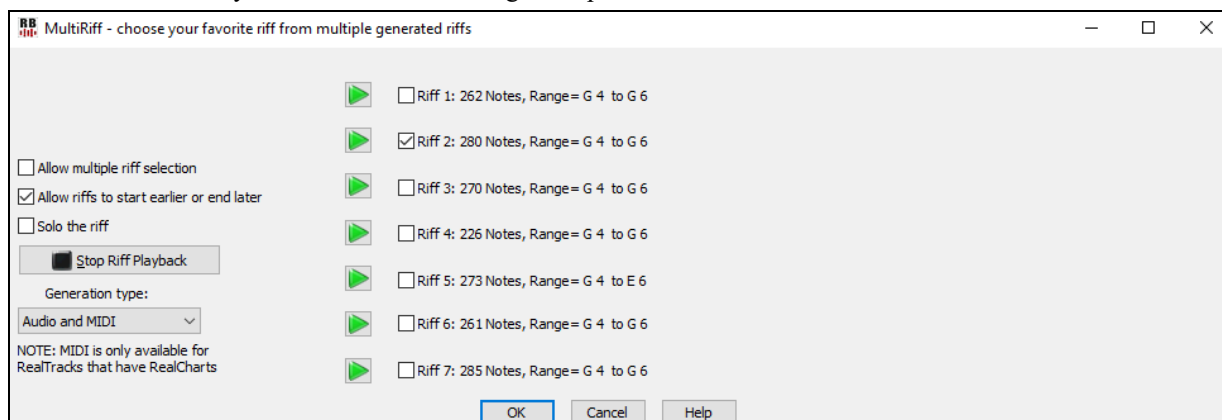 RB MultiRiff - choose your favorite riff from multiple generated riffs
Riff 1: 262 Notes, Range= G 4 to G 6
Riff 2: 280 Notes, Range= G 4 to G 6
Allow multiple riff selection
Riff 3: 270 Notes, Range= G 4 to G 6
Allow riffs to start earlier or end later
Solo the riff
Riff 4: 226 Notes, Range= G 4 to G 6
Stop Riff Playback
Riff 5: 273 Notes, Range= G 4 to E 6
Generation type:
Audio and MIDI
Riff 6: 261 Notes, Range= G 4 to G 6
NOTE: MIDI is only available for
RealTracks that have RealCharts
Riff 7: 285 Notes, Range= G 4 to G 6
OK Cancel Help